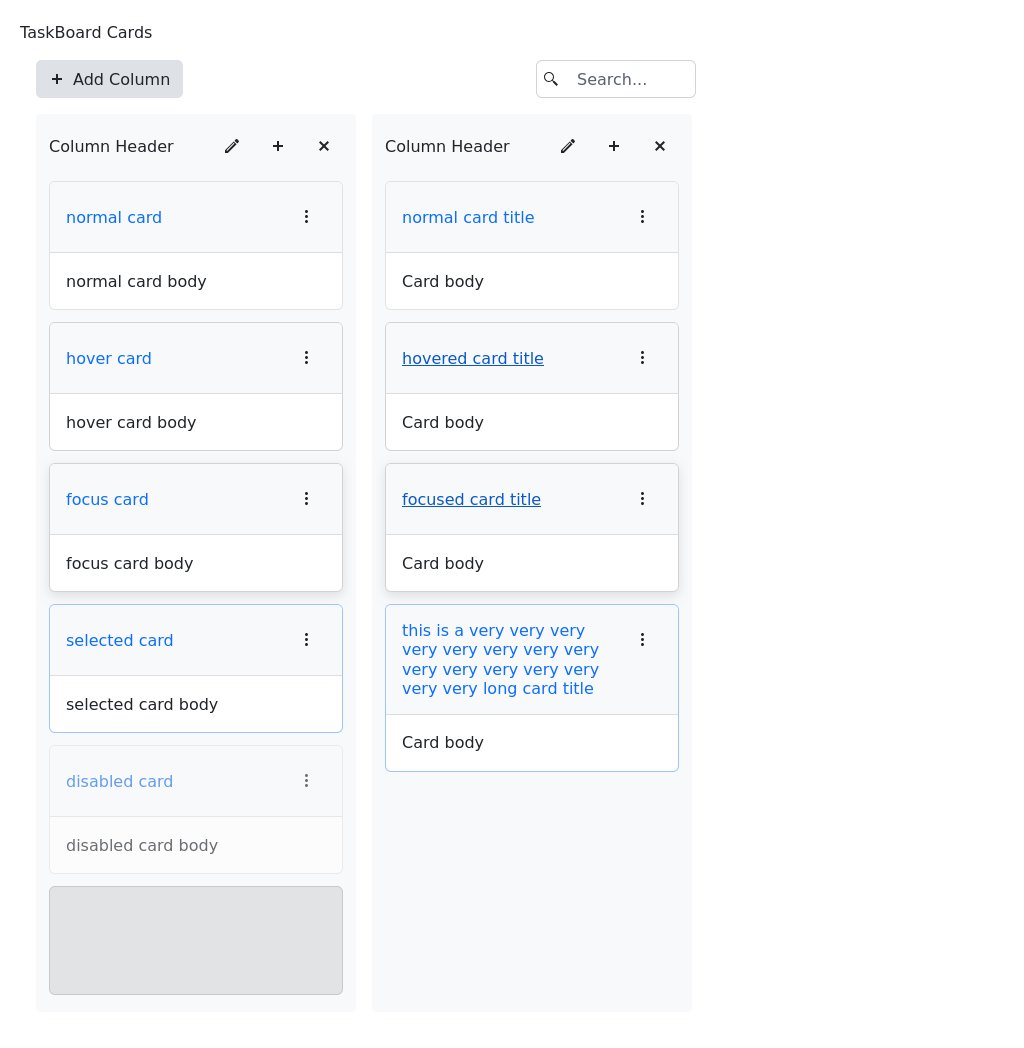 TaskBoard Cards
Add Column
Search...
Column Header
normal card
normal card body
hover card
hover card body
focus card
focus card body
selected card
selected card body
disabled card
disabled card body
Column Header
normal card title
Card body
hovered card title
Card body
focused card title
Card body
this is a very very very
very very very very very
very very very very very
very very long card title
Card body